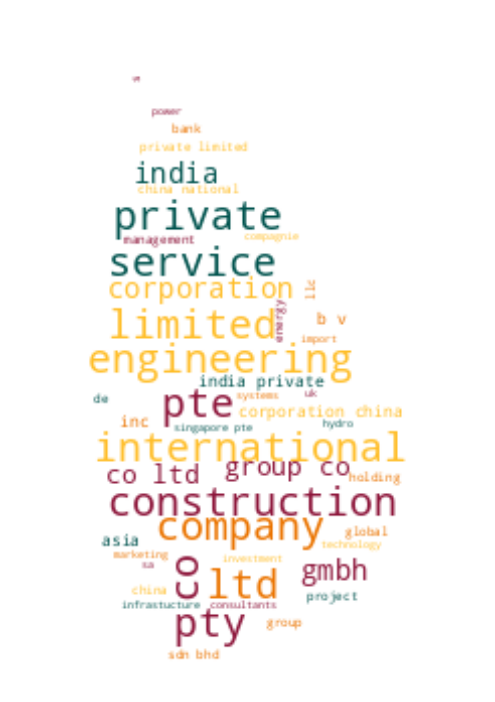 power
bank
private limited
india
china national
private
management compagnie
service
corporation llc
energy
limited b v
import
engineering
india private
de pte systems uk
corporation china
inc singapore pte hydro
international
co ltd group co
holding
construction
company global
asia technology
marketing investment
sa co ltd gmbh
china project
infrastucture consultants
pty group
sdn bhd